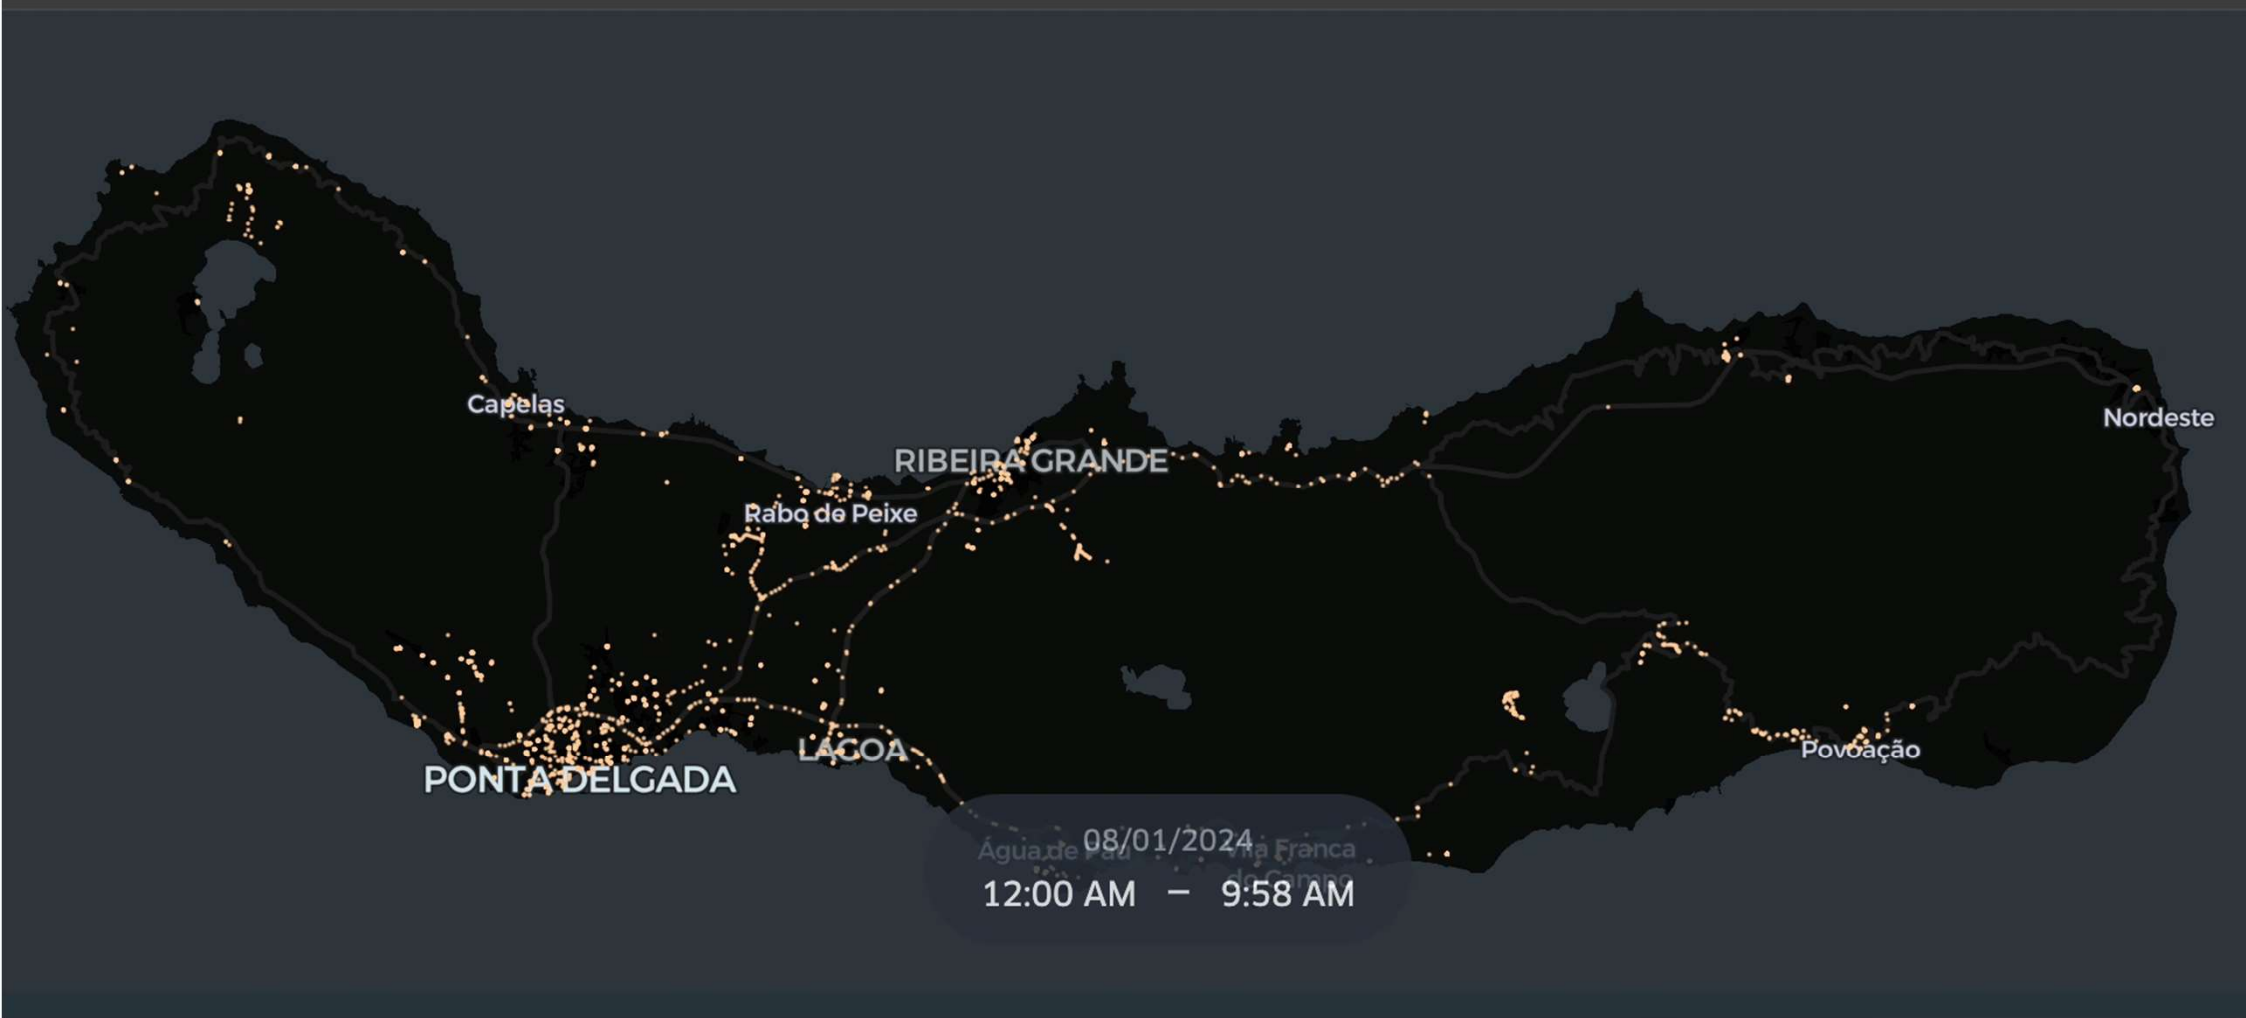 Capelas
Nordeste
RIBEIRA GRANDE
Rabo de Peixe
LAGOA
Povoação
PONTA DELGADA
08/01/2024
Água de Pau
Vila Franca
do Campo
12:00 AM – 9:58 AM